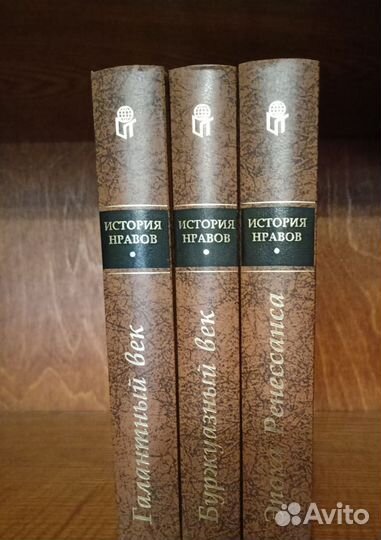 ИСТОРИЯ
НРАВОВ
Галантный век
ИСТОРИЯ
НРАВОВ
Буржуазный век
ИСТОРИЯ
НРАВОВ
Эпоха Ренессанса
Avito